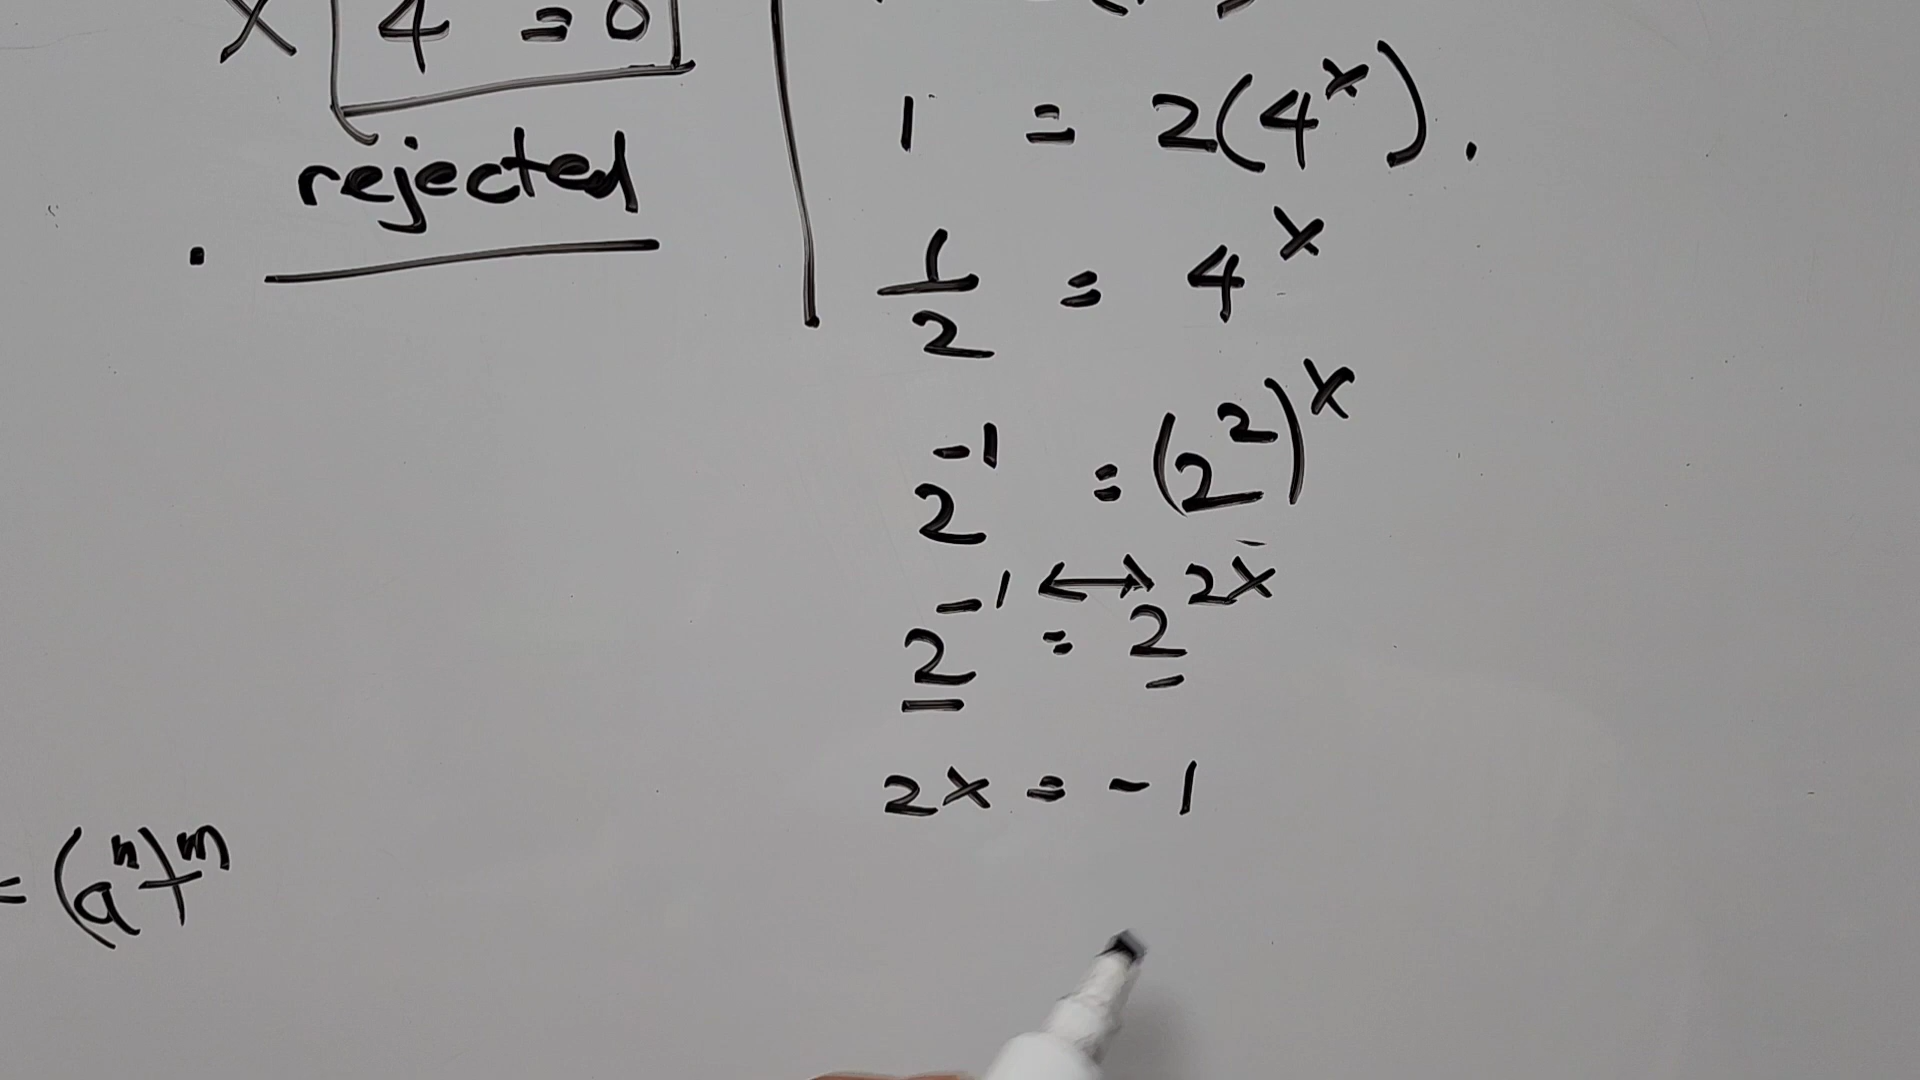 X 4 = 0
rejected
1 = 2(4^x).
1/2 = 4^x
2^-1 = (2^2)^x
2^-1 ↔ = 2^2x
2x = -1
= (a^n)^m